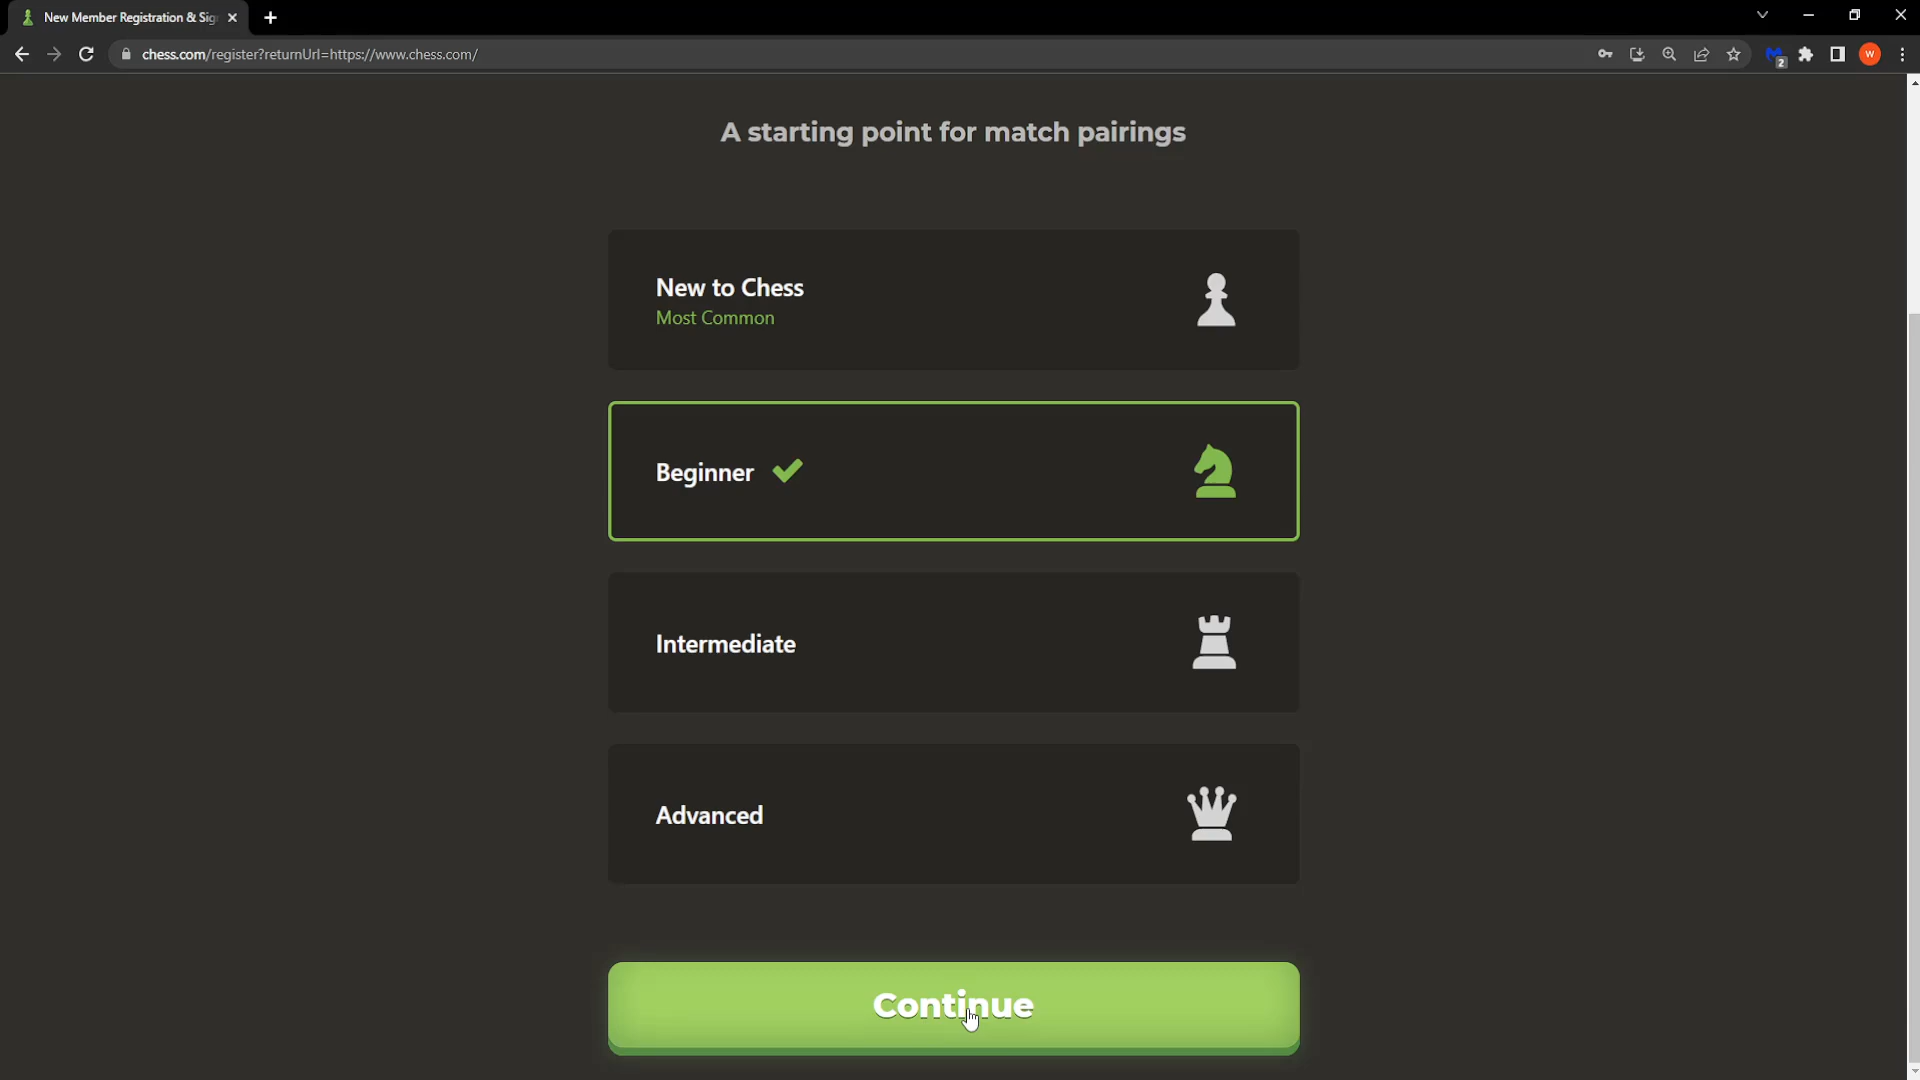 New Member Registration & Sig
chess.com/register?returnUrl=https://www.chess.com/
2
W
A starting point for match pairings
New to Chess
Most Common
Beginner
Intermediate
Advanced
Continue